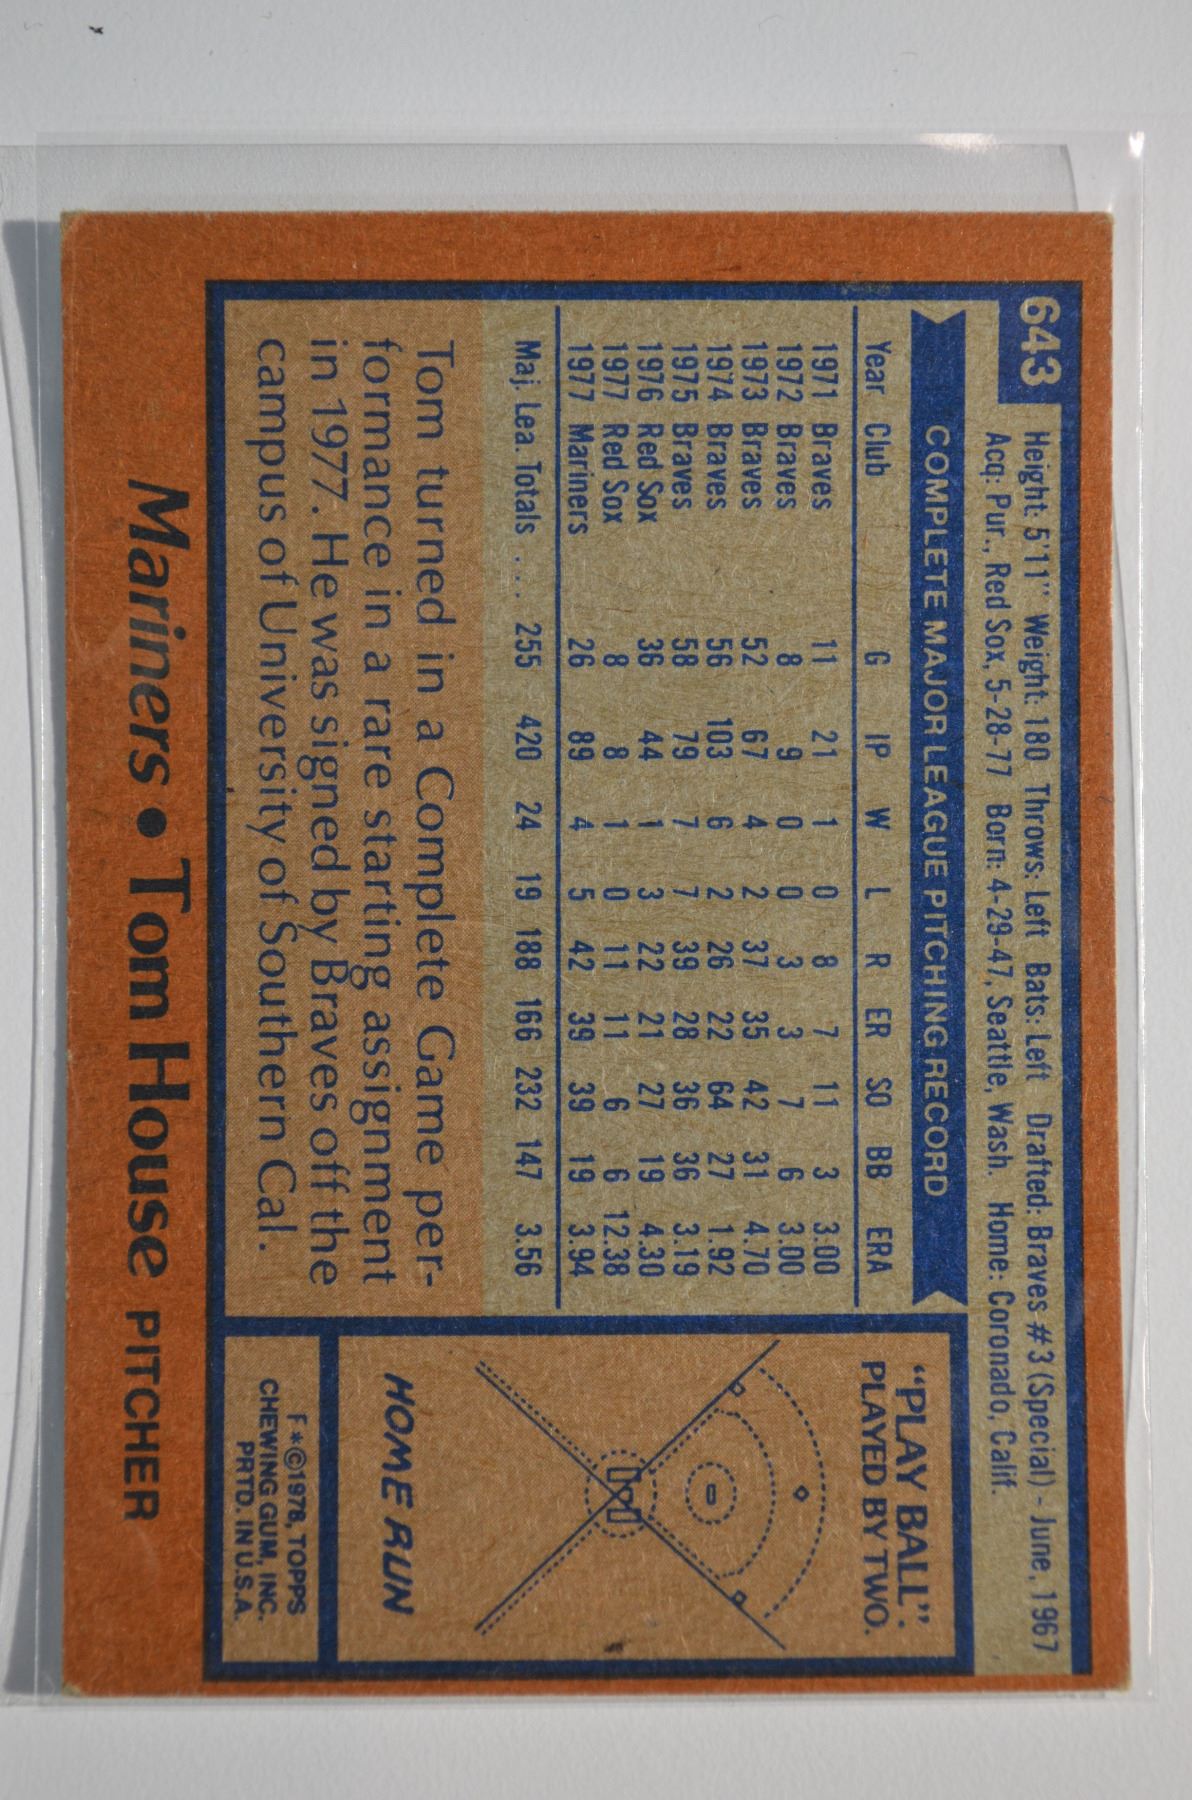 643
Height: 5'11" Weight: 180 Throws: Left Bats: Left Drafted: Braves #3 (Special) - June, 1967
Acq: Pur., Red Sox, 5-28-77 Born: 4-29-47, Seattle, Wash. Home: Coronado, Calif.
COMPLETE MAJOR LEAGUE PITCHING RECORD
Year Club G IP W L R ER SO BB ERA
1971 Braves 11 21 1 0 8 7 11 3 3.00
1972 Braves 8 9 0 0 3 3 7 6 3.00
1973 Braves 52 67 4 2 37 35 42 31 4.70
1974 Braves 56 103 6 2 26 22 64 27 1.92
1975 Braves 58 79 7 7 39 28 36 36 3.19
1976 Red Sox 36 44 1 3 22 21 27 19 4.30
1977 Red Sox 8 8 1 0 11 11 6 6 12.38
1977 Mariners 26 89 4 5 42 39 39 19 3.94
Maj. Lea. Totals ... 255 420 24 19 188 166 232 147 3.56
Tom turned in a Complete Game per-
formance in a rare starting assignment
in 1977. He was signed by Braves off the
campus of University of Southern Cal.
"PLAY BALL":
PLAYED BY TWO.
HOME RUN
F*©1978, TOPPS
CHEWING GUM, INC.
PRTD. IN U.S.A.
Mariners • Tom House PITCHER